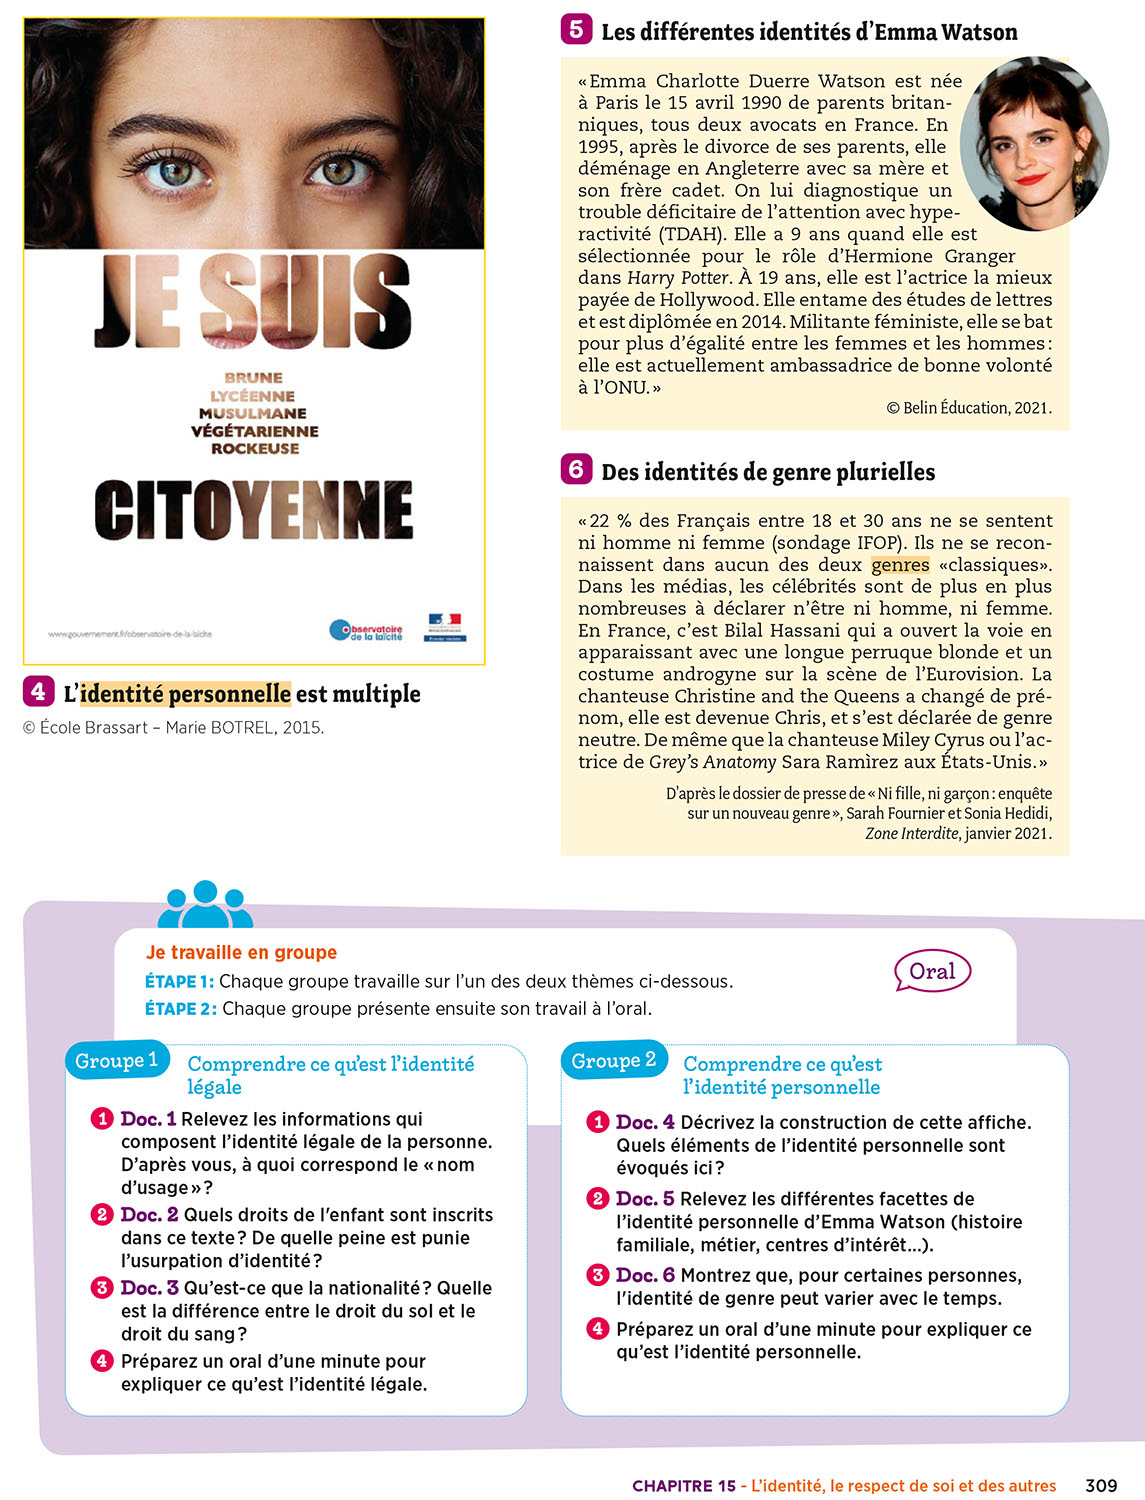 JE SUIS
BRUNE
LYCÉENNE
MUSULMANE
VÉGÉTARIENNE
ROCKEUSE
CITOYENNE
www.gouvernement.fr/observatoire-de-la-laicite
Observatoire
de la laïcité
4 L’identité personnelle est multiple
© École Brassart – Marie BOTREL, 2015.
5 Les différentes identités d’Emma Watson
« Emma Charlotte Duerre Watson est née
à Paris le 15 avril 1990 de parents britan-
niques, tous deux avocats en France. En
1995, après le divorce de ses parents, elle
déménage en Angleterre avec sa mère et
son frère cadet. On lui diagnostique un
trouble déficitaire de l’attention avec hype-
ractivité (TDAH). Elle a 9 ans quand elle est
sélectionnée pour le rôle d’Hermione Granger
dans Harry Potter. À 19 ans, elle est l’actrice la mieux
payée de Hollywood. Elle entame des études de lettres
et est diplômée en 2014. Militante féministe, elle se bat
pour plus d’égalité entre les femmes et les hommes :
elle est actuellement ambassadrice de bonne volonté
à l’ONU. »
© Belin Éducation, 2021.
6 Des identités de genre plurielles
« 22 % des Français entre 18 et 30 ans ne se sentent
ni homme ni femme (sondage IFOP). Ils ne se recon-
naissent dans aucun des deux genres «classiques».
Dans les médias, les célébrités sont de plus en plus
nombreuses à déclarer n’être ni homme, ni femme.
En France, c’est Bilal Hassani qui a ouvert la voie en
apparaissant avec une longue perruque blonde et un
costume androgyne sur la scène de l’Eurovision. La
chanteuse Christine and the Queens a changé de pré-
nom, elle est devenue Chris, et s’est déclarée de genre
neutre. De même que la chanteuse Miley Cyrus ou l’ac-
trice de Grey’s Anatomy Sara Ramìrez aux États-Unis. »
D’après le dossier de presse de « Ni fille, ni garçon : enquête
sur un nouveau genre », Sarah Fournier et Sonia Hedidi,
Zone Interdite, janvier 2021.
Je travaille en groupe
ÉTAPE 1 : Chaque groupe travaille sur l’un des deux thèmes ci-dessous.
ÉTAPE 2 : Chaque groupe présente ensuite son travail à l’oral.
Oral
Groupe 1 Comprendre ce qu’est l’identité
légale
1 Doc. 1 Relevez les informations qui
composent l’identité légale de la personne.
D’après vous, à quoi correspond le « nom
d’usage » ?
2 Doc. 2 Quels droits de l'enfant sont inscrits
dans ce texte ? De quelle peine est punie
l’usurpation d’identité ?
3 Doc. 3 Qu’est-ce que la nationalité ? Quelle
est la différence entre le droit du sol et le
droit du sang ?
4 Préparez un oral d’une minute pour
expliquer ce qu’est l’identité légale.
Groupe 2 Comprendre ce qu’est
l’identité personnelle
1 Doc. 4 Décrivez la construction de cette affiche.
Quels éléments de l’identité personnelle sont
évoqués ici ?
2 Doc. 5 Relevez les différentes facettes de
l’identité personnelle d’Emma Watson (histoire
familiale, métier, centres d’intérêt...).
3 Doc. 6 Montrez que, pour certaines personnes,
l'identité de genre peut varier avec le temps.
4 Préparez un oral d’une minute pour expliquer ce
qu’est l’identité personnelle.
CHAPITRE 15 - L’identité, le respect de soi et des autres 309